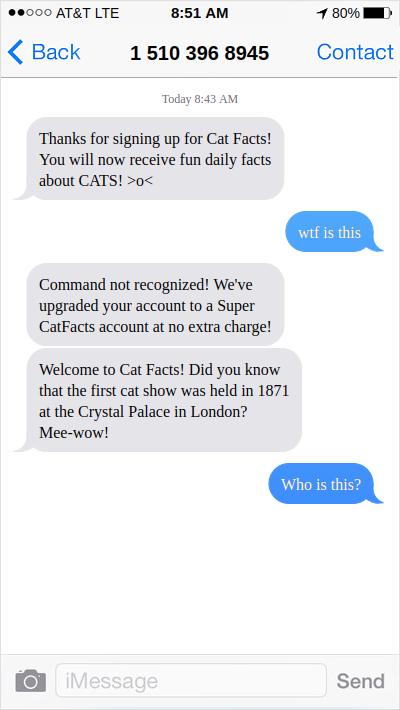 AT&T LTE 8:51 AM 80%
Back 1 510 396 8945 Contact
Today 8:43 AM
Thanks for signing up for Cat Facts!
You will now receive fun daily facts
about CATS! >o<
wtf is this
Command not recognized! We've
upgraded your account to a Super
CatFacts account at no extra charge!
Welcome to Cat Facts! Did you know
that the first cat show was held in 1871
at the Crystal Palace in London?
Mee-wow!
Who is this?
iMessage Send